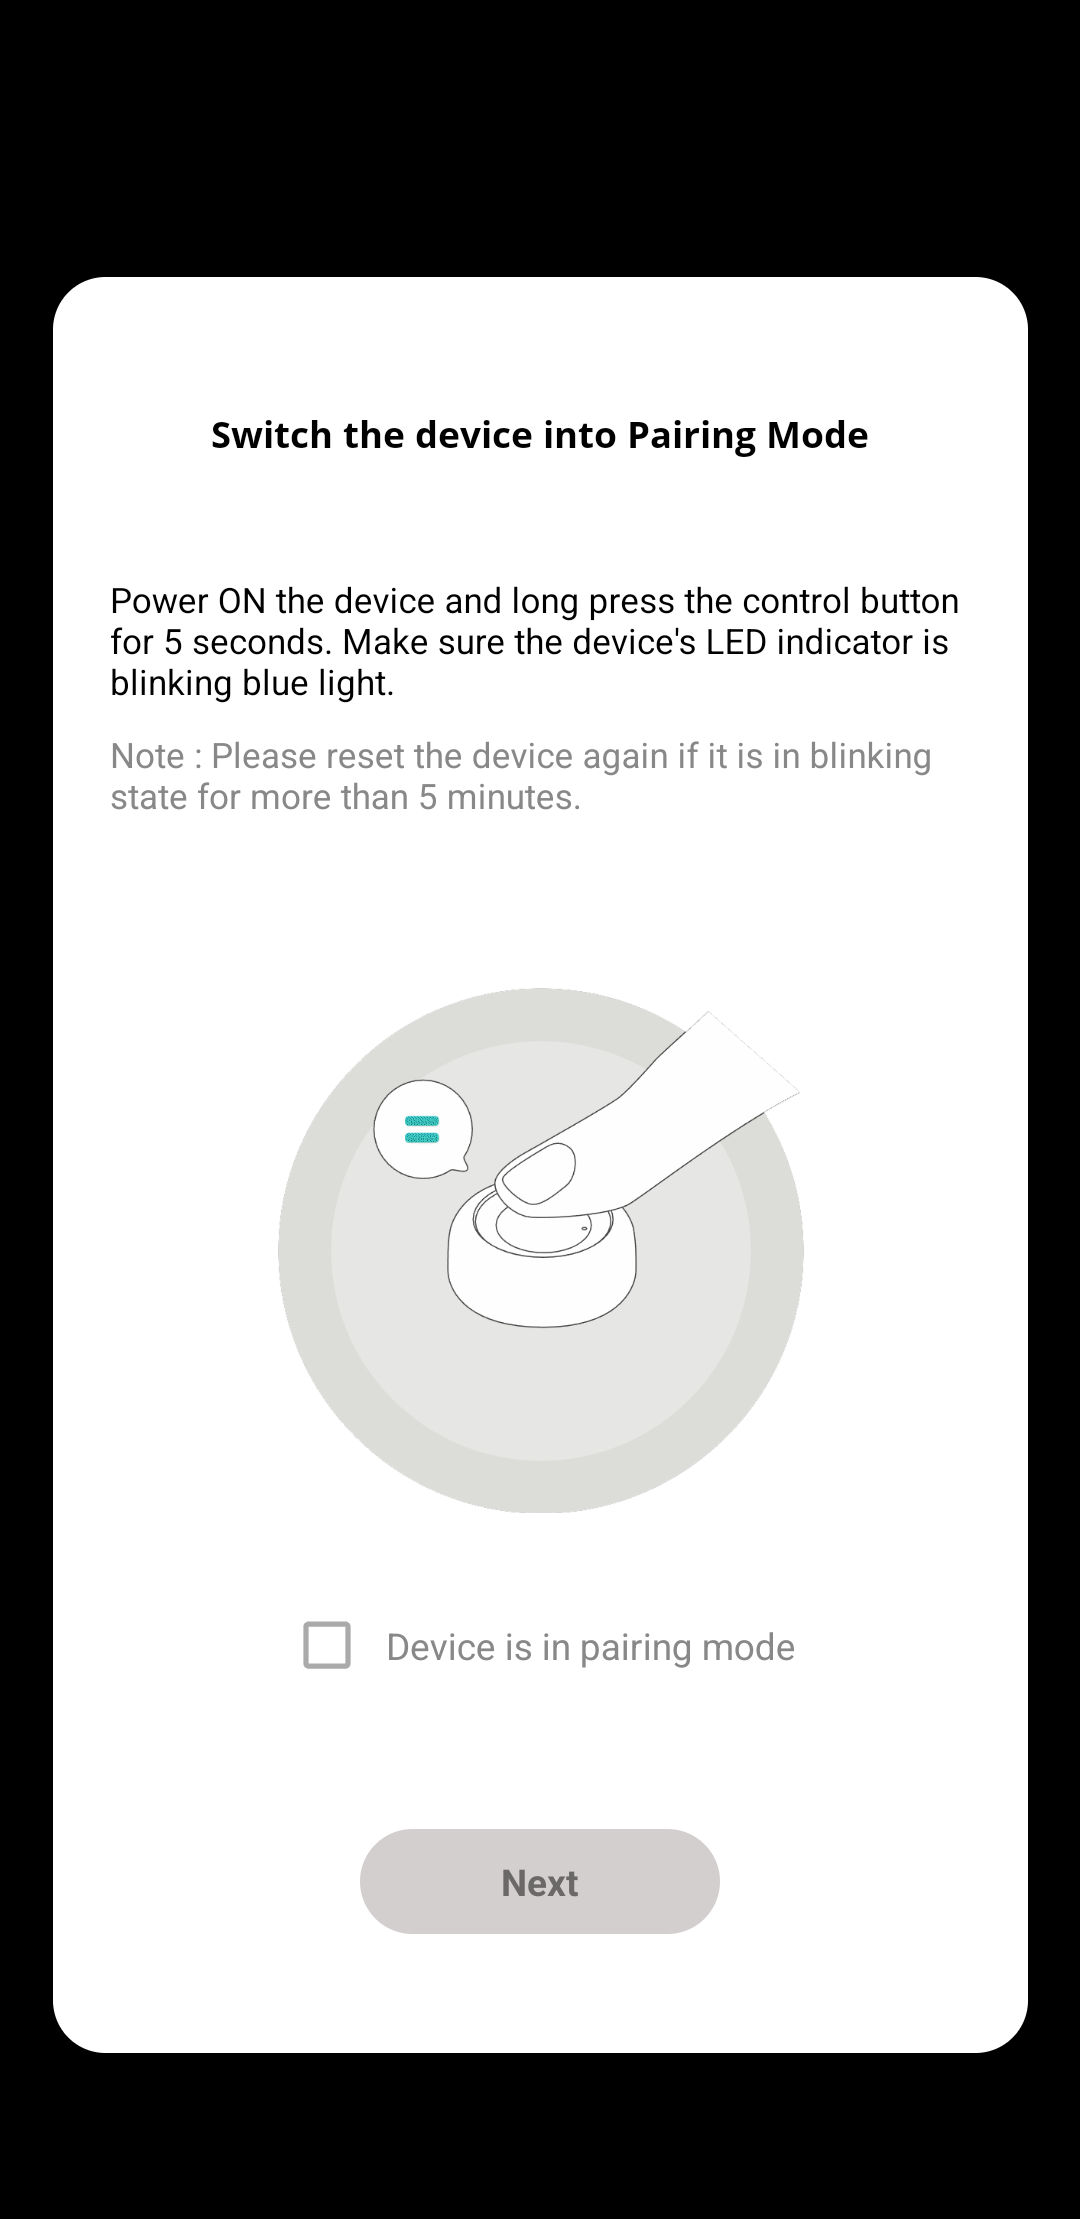 Switch the device into Pairing Mode
Power ON the device and long press the control button
for 5 seconds. Make sure the device's LED indicator is
blinking blue light.
Note : Please reset the device again if it is in blinking
state for more than 5 minutes.
Device is in pairing mode
Next